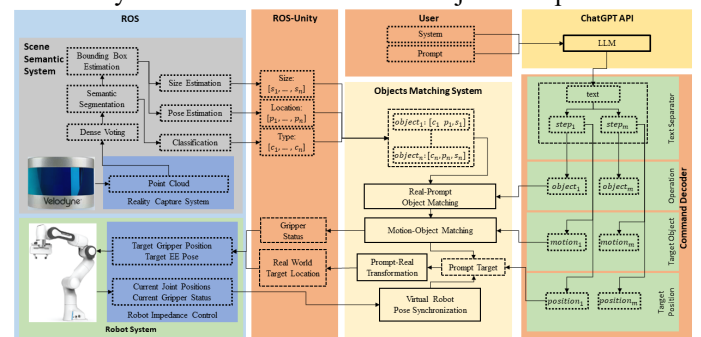 ROS
ROS-Unity
User
ChatGPT API
Scene
Semantic
System
Bounding Box
Estimation
Semantic
Segmentation
Dense Voting
Size Estimation
Pose Estimation
Classification
Velodyne
Point Cloud
Reality Capture System
Size:
[s₁, … , sₙ]
Location:
[p₁, … , pₙ]
Type:
[c₁, … , cₙ]
System
Prompt
LLM
Objects Matching System
object₁: [c₁ p₁, s₁]
objectₙ: [cₙ, pₙ, sₙ]
Real-Prompt
Object Matching
Motion-Object Matching
Prompt-Real
Transformation
Prompt Target
Virtual Robot
Pose Synchronization
text
step₁
stepₘ
Text Separator
object₁
objectₘ
Operation
motion₁
motionₘ
Target Object
position₁
positionₘ
Target
Position
Command Decoder
Gripper
Status
Real World
Target Location
Target Gripper Position
Target EE Pose
Current Joint Positions
Current Gripper Status
Robot Impedance Control
Robot System